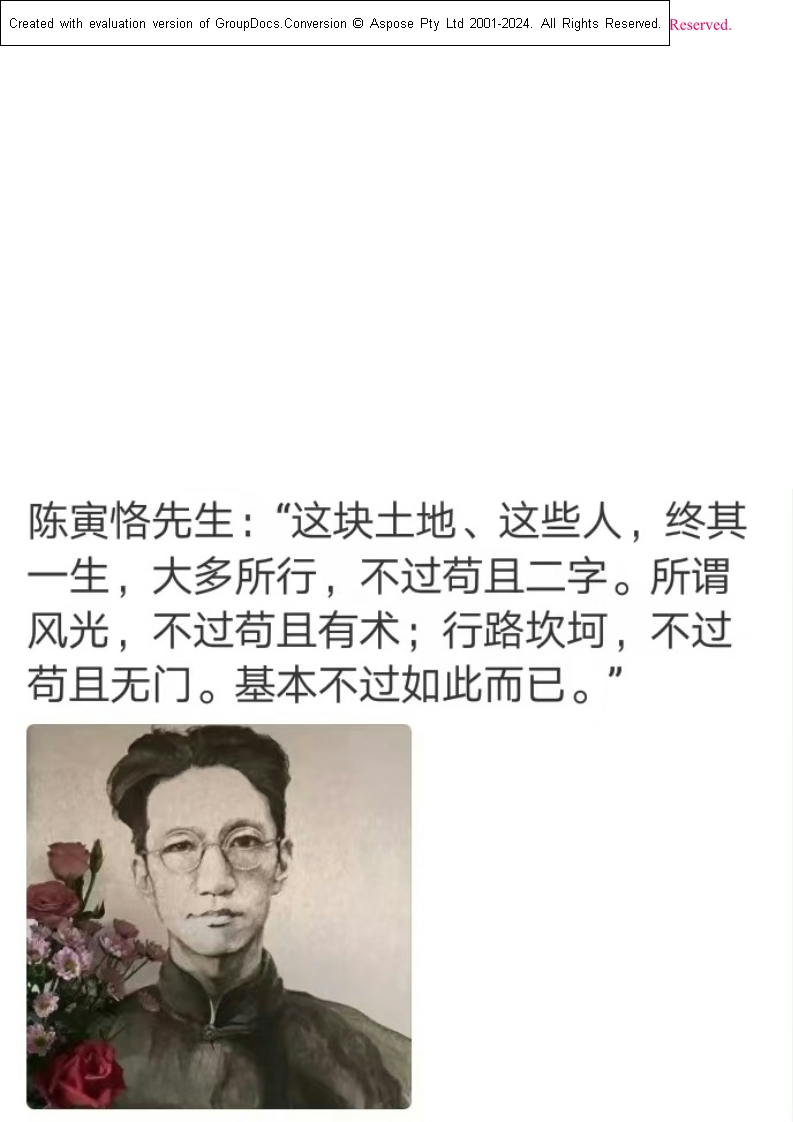 Created with evaluation version of GroupDocs.Conversion © Aspose Pty Ltd 2001-2024. All Rights Reserved. Reserved.
陈寅恪先生：“这块土地、这些人，终其
一生，大多所行，不过苟且二字。所谓
风光，不过苟且有术；行路坎坷，不过
苟且无门。基本不过如此而已。”